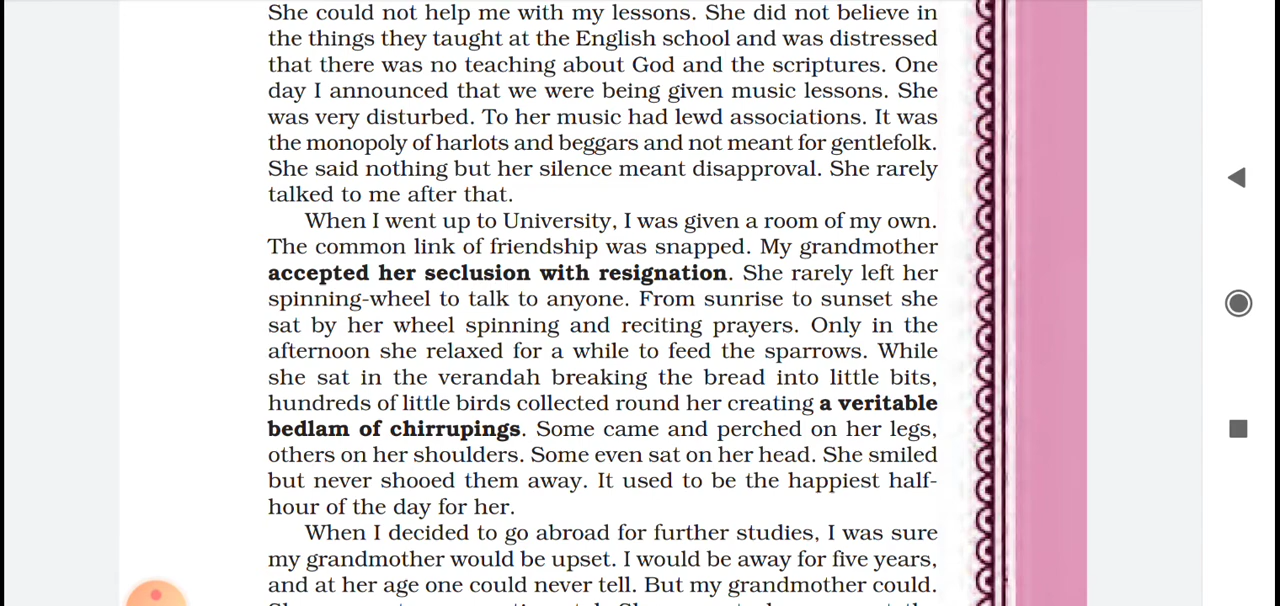 She could not help me with my lessons. She did not believe in
the things they taught at the English school and was distressed
that there was no teaching about God and the scriptures. One
day I announced that we were being given music lessons. She
was very disturbed. To her music had lewd associations. It was
the monopoly of harlots and beggars and not meant for gentlefolk.
She said nothing but her silence meant disapproval. She rarely
talked to me after that.
When I went up to University, I was given a room of my own.
The common link of friendship was snapped. My grandmother
accepted her seclusion with resignation. She rarely left her
spinning-wheel to talk to anyone. From sunrise to sunset she
sat by her wheel spinning and reciting prayers. Only in the
afternoon she relaxed for a while to feed the sparrows. While
she sat in the verandah breaking the bread into little bits,
hundreds of little birds collected round her creating a veritable
bedlam of chirrupings. Some came and perched on her legs,
others on her shoulders. Some even sat on her head. She smiled
but never shooed them away. It used to be the happiest half-
hour of the day for her.
When I decided to go abroad for further studies, I was sure
my grandmother would be upset. I would be away for five years,
and at her age one could never tell. But my grandmother could.